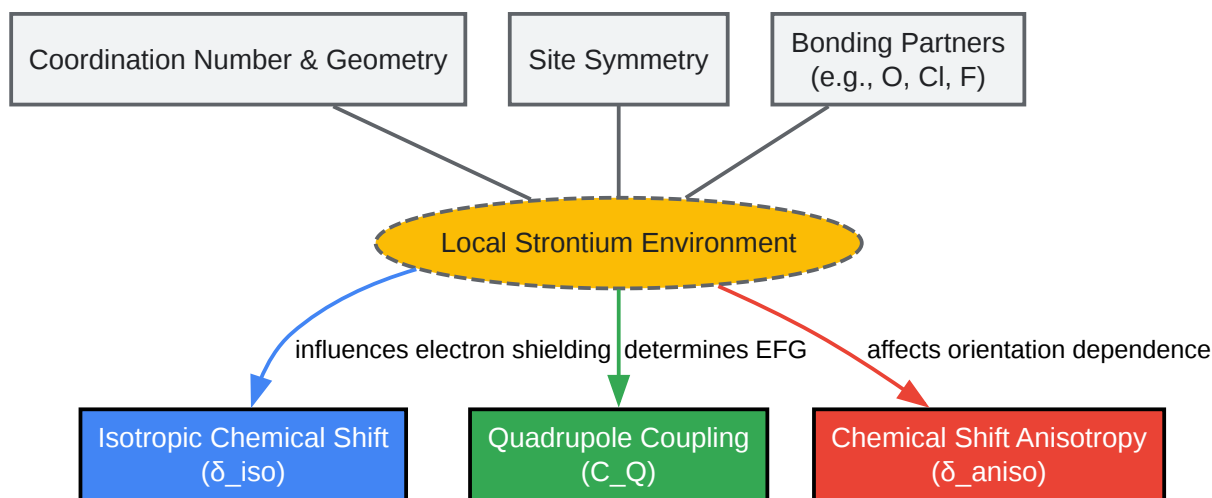 Coordination Number & Geometry
Site Symmetry
Bonding Partners
(e.g., O, Cl, F)
Local Strontium Environment
influences electron shielding
determines EFG
affects orientation dependence
Isotropic Chemical Shift
(δ_iso)
Quadrupole Coupling
(C_Q)
Chemical Shift Anisotropy
(δ_aniso)